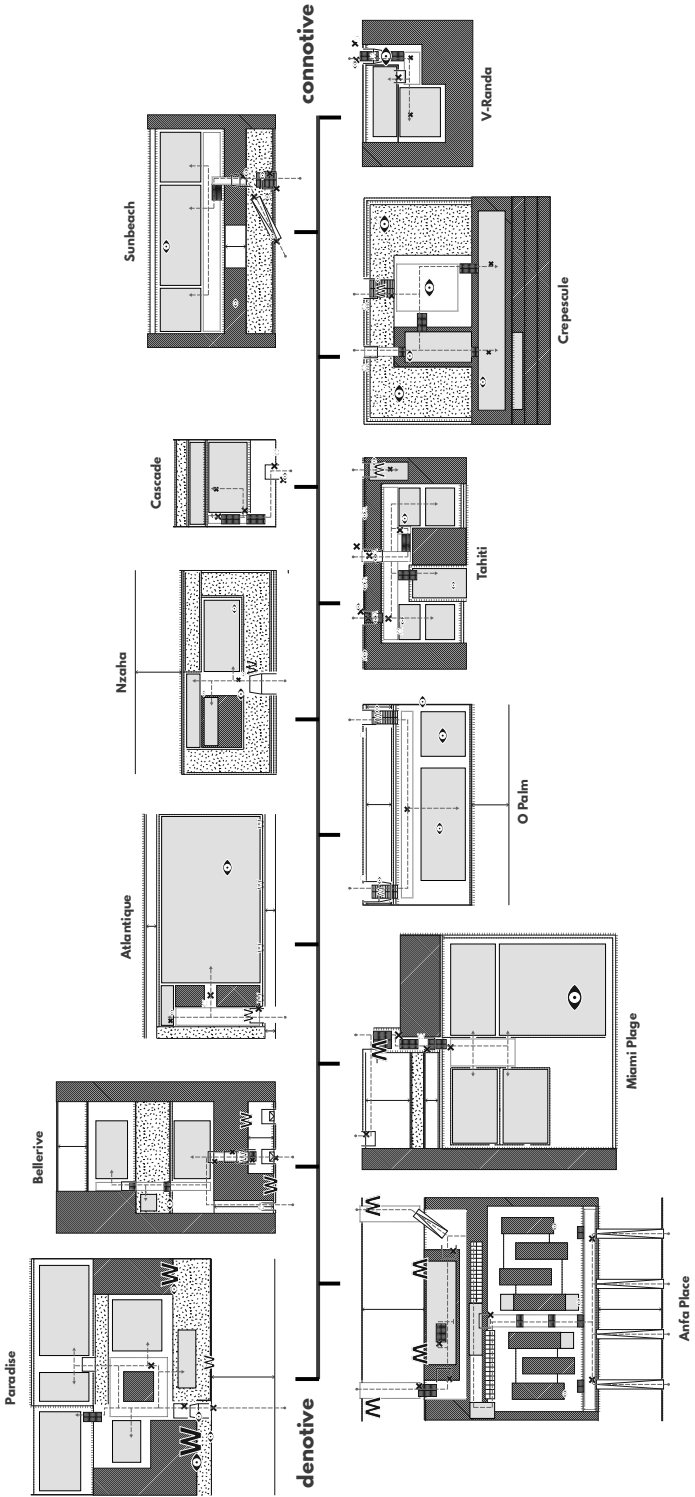 connotive
V-Randa
Sunbeach
Crepescule
Cascade
Tahiti
Nzaha
O Palm
Atlantique
Miami Plage
Bellerive
Anfa Place
Paradise
denotive